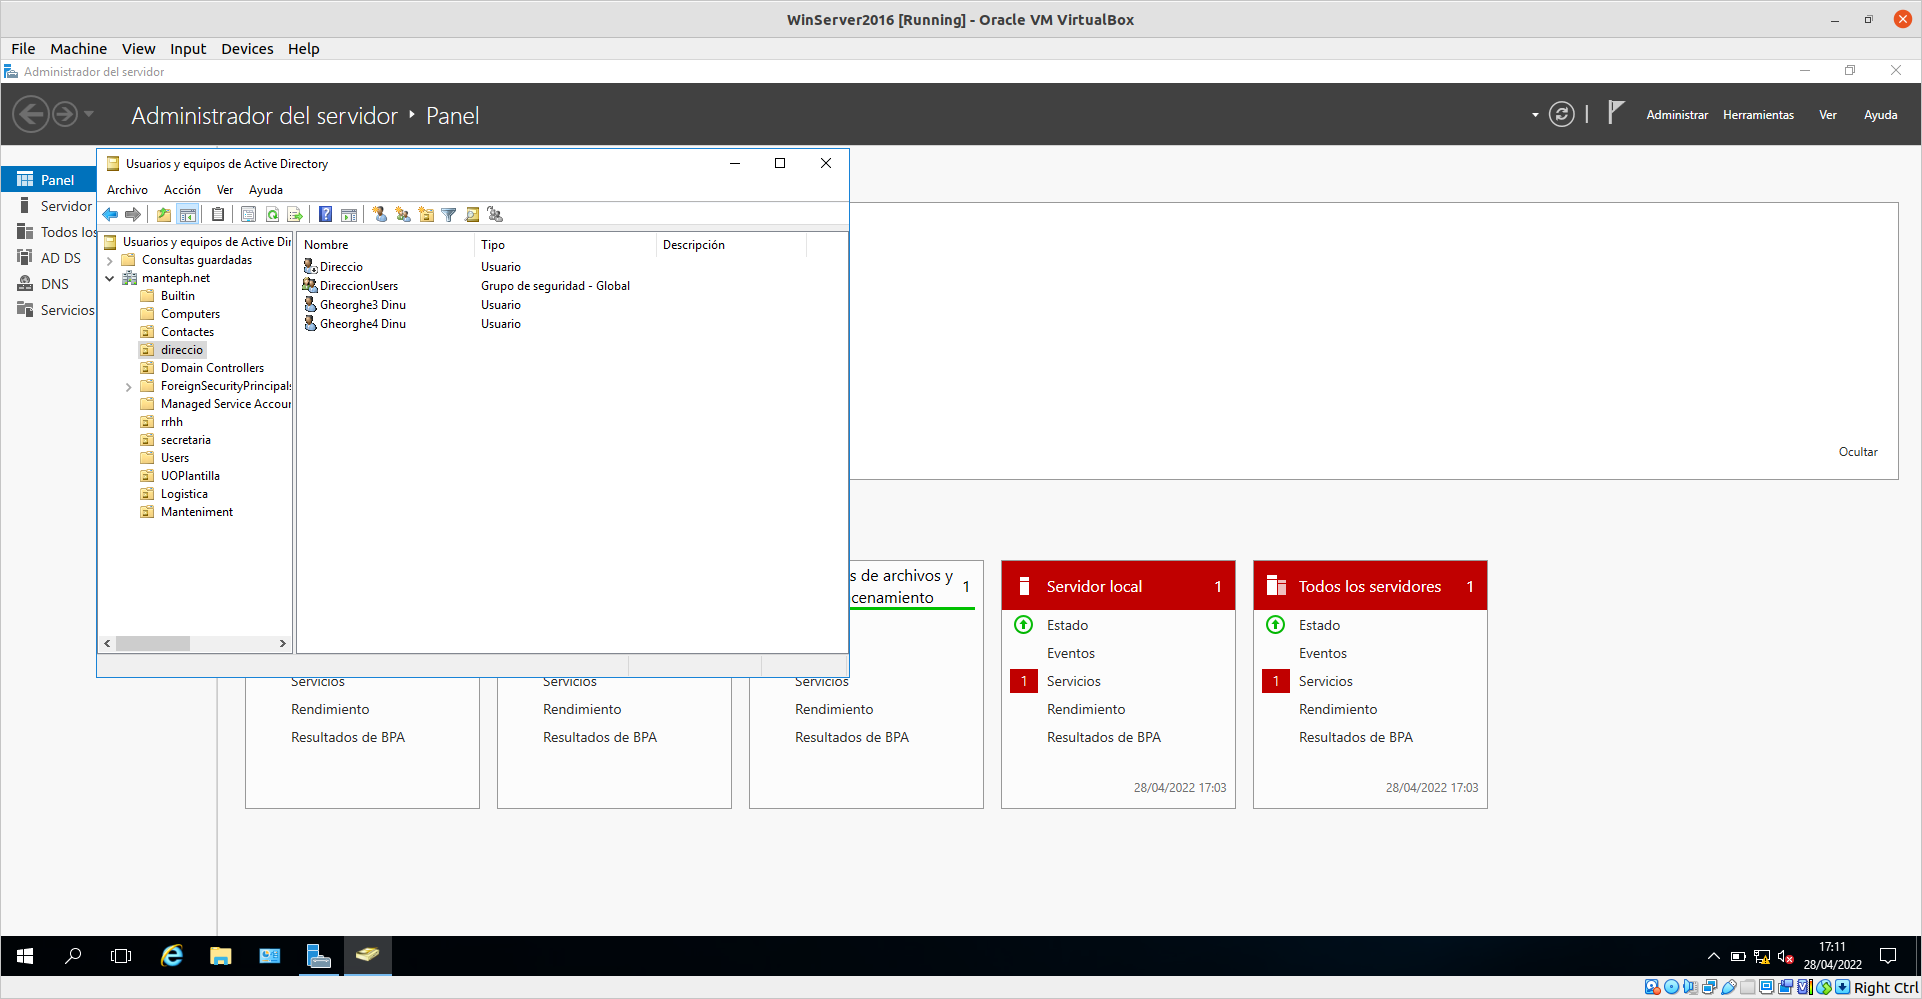 WinServer2016 [Running] - Oracle VM VirtualBox
File Machine View Input Devices Help
Administrador del servidor
Administrador del servidor ‣ Panel
Administrar Herramientas Ver Ayuda
Panel
Servidor
Todos los
AD DS
DNS
Servicios
Usuarios y equipos de Active Directory
Archivo Acción Ver Ayuda
Usuarios y equipos de Active Dir
Consultas guardadas
manteph.net
Builtin
Computers
Contactes
direccio
Domain Controllers
ForeignSecurityPrincipals
Managed Service Accour
rrhh
secretaria
Users
UOPlantilla
Logistica
Manteniment
Nombre Tipo Descripción
Direccio Usuario
DireccionUsers Grupo de seguridad - Global
Gheorghe3 Dinu Usuario
Gheorghe4 Dinu Usuario
Ocultar
Servicios
Rendimiento
Resultados de BPA
Servicios
Rendimiento
Resultados de BPA
s de archivos y
cenamiento
1
Servicios
Rendimiento
Resultados de BPA
Servidor local 1
Estado
Eventos
1 Servicios
Rendimiento
Resultados de BPA
28/04/2022 17:03
Todos los servidores 1
Estado
Eventos
1 Servicios
Rendimiento
Resultados de BPA
28/04/2022 17:03
17:11
28/04/2022
Right Ctrl